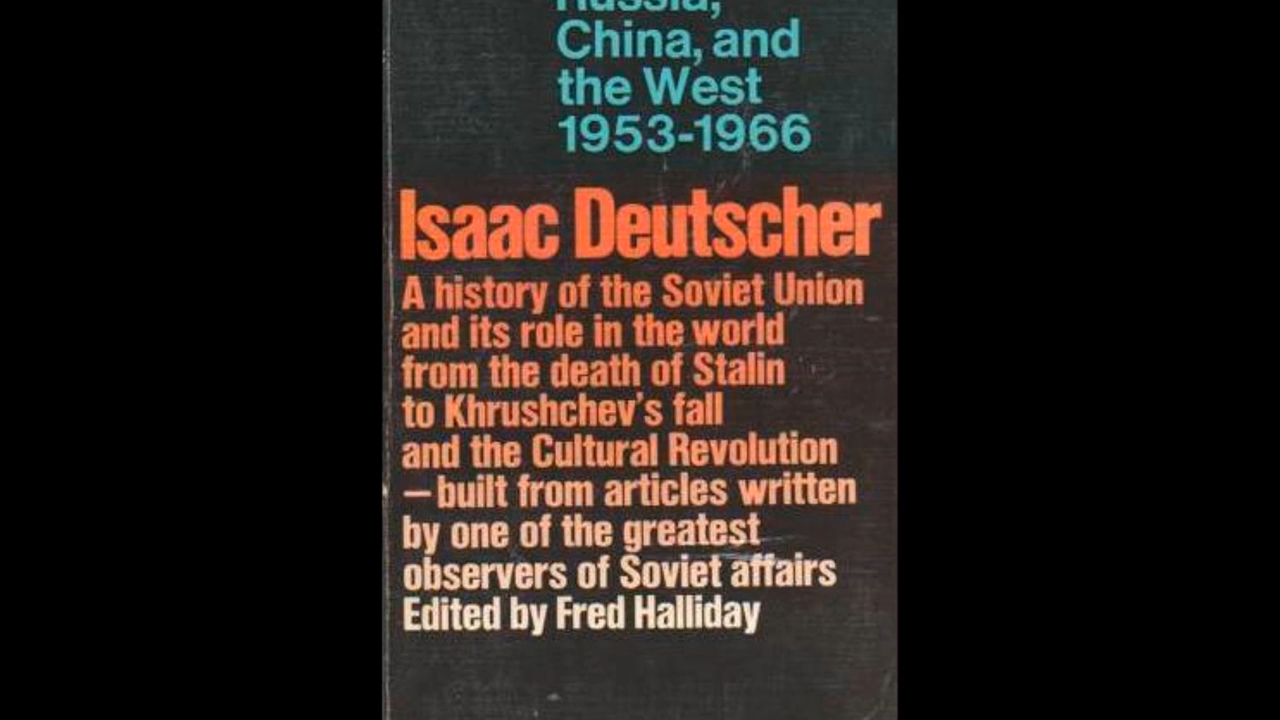 Russia,
China, and
the West
1953-1966
Isaac Deutscher
A history of the Soviet Union
and its role in the world
from the death of Stalin
to Khrushchev's fall
and the Cultural Revolution
—built from articles written
by one of the greatest
observers of Soviet affairs
Edited by Fred Halliday